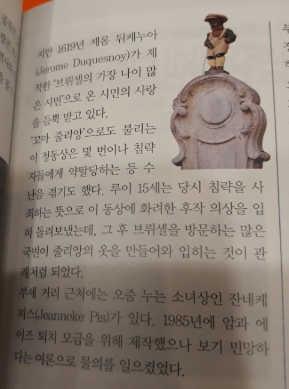 지만 1619년 제롬 뒤케누아
(Jerome Duquesnoy)가 제
작한 '브뤼셀의 가장 나이 많
은 시민'으로 온 시민의 사랑
을 듬뿍 받고 있다.
'꼬마 줄리앙'으로도 불리는
이 청동상은 몇 번이나 침략
자들에게 약탈당하는 등 수
난을 겪기도 했다. 루이 15세는 당시 침략을 사
죄하는 뜻으로 이 동상에 화려한 후작 의상을 입
혀 돌려보냈는데, 그 후 브뤼셀을 방문하는 많은
국빈이 줄리앙의 옷을 만들어와 입히는 것이 관
례처럼 되었다.
부셰 거리 근처에는 오줌 누는 소녀상인 잔네케
피스(Jeanneke Pis)가 있다. 1985년에 암과 에
이즈 퇴치 모금을 위해 제작했으나 보기 민망하
다는 여론으로 물의를 일으켰었다.